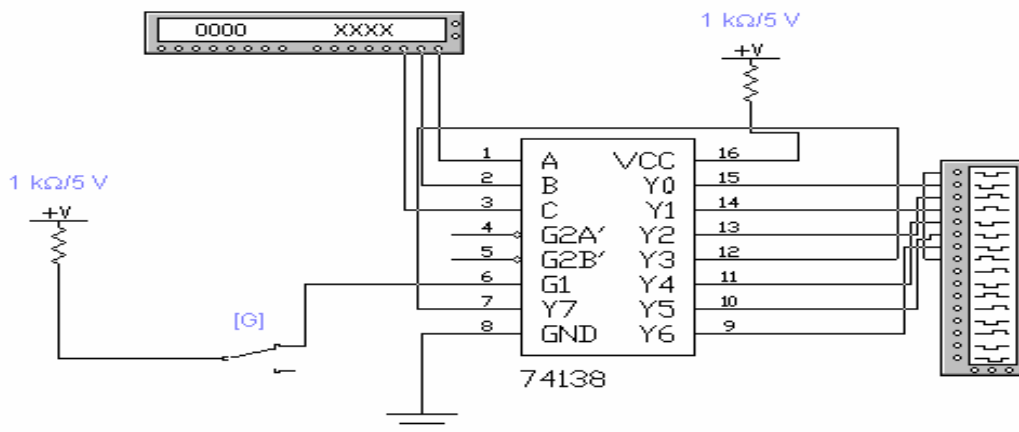 1 kΩ/5 V
+V
0000 XXXX
1 kΩ/5 V
+V
[G]
1 A VCC 16
2 B Y0 15
3 C Y1 14
4 G2A' Y2 13
5 G2B' Y3 12
6 G1 Y4 11
7 Y7 Y5 10
8 GND Y6 9
74138